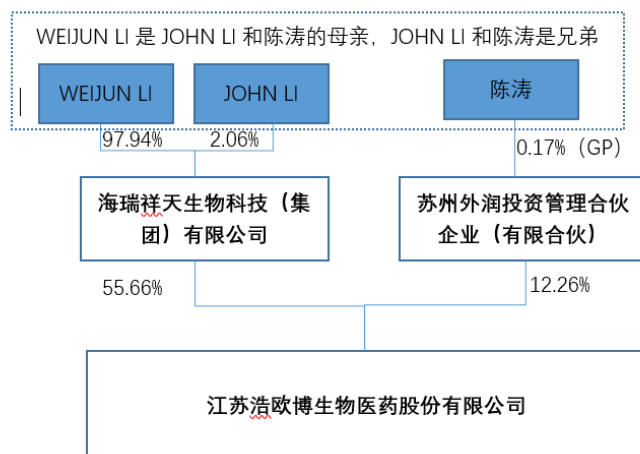 WEIJUN LI 是 JOHN LI 和陈涛的母亲，JOHN LI 和陈涛是兄弟
WEIJUN LI
JOHN LI
陈涛
97.94%
2.06%
0.17%（GP）
海瑞祥天生物科技（集
团）有限公司
苏州外润投资管理合伙
企业（有限合伙）
55.66%
12.26%
江苏浩欧博生物医药股份有限公司